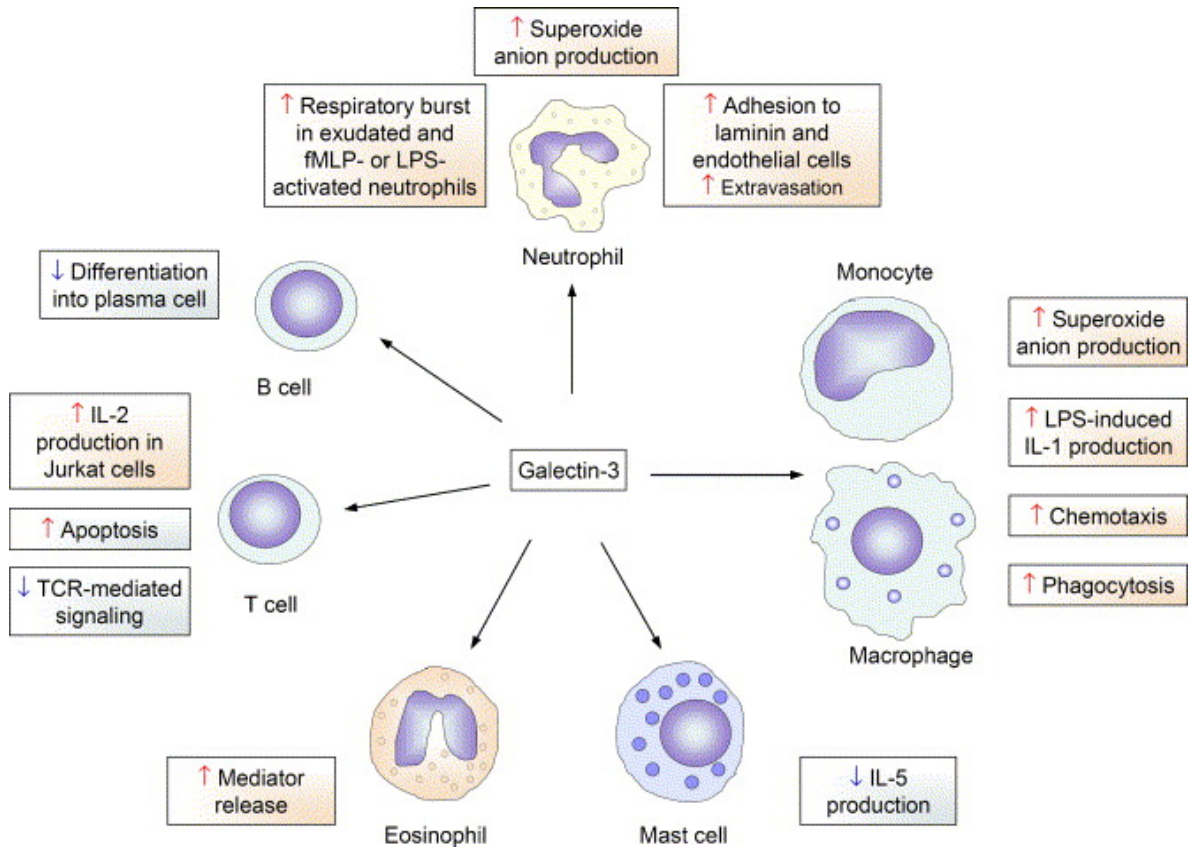 ↑ Superoxide
anion production
↑ Respiratory burst
in exudated and
fMLP- or LPS-
activated neutrophils
↑ Adhesion to
laminin and
endothelial cells
↑ Extravasation
Neutrophil
↓ Differentiation
into plasma cell
B cell
Monocyte
↑ Superoxide
anion production
↑ LPS-induced
IL-1 production
↑ Chemotaxis
↑ Phagocytosis
Macrophage
Galectin-3
↑ IL-2
production in
Jurkat cells
↑ Apoptosis
↓ TCR-mediated
signaling
T cell
↑ Mediator
release
Eosinophil
Mast cell
↓ IL-5
production